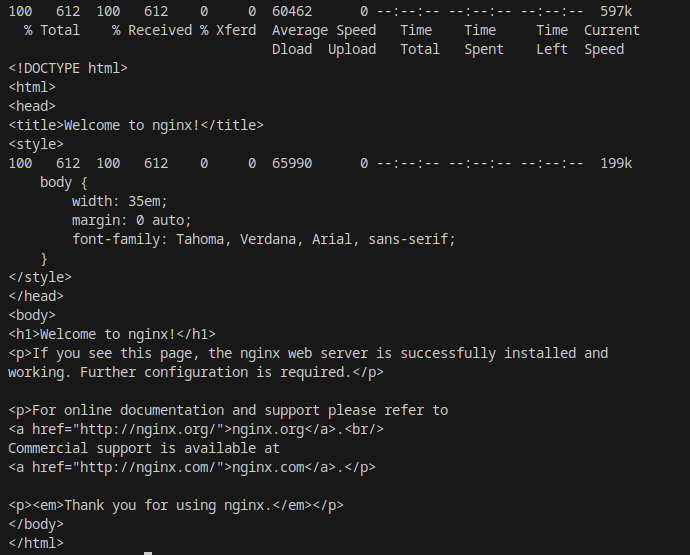 100   612  100   612    0     0  60462      0 --:--:-- --:--:-- --:--:--  597k
  % Total    % Received % Xferd  Average Speed   Time    Time     Time  Current
                                 Dload  Upload   Total   Spent    Left  Speed
<!DOCTYPE html>
<html>
<head>
<title>Welcome to nginx!</title>
<style>
100   612  100   612    0     0  65990      0 --:--:-- --:--:-- --:--:--  199k
    body {
        width: 35em;
        margin: 0 auto;
        font-family: Tahoma, Verdana, Arial, sans-serif;
    }
</style>
</head>
<body>
<h1>Welcome to nginx!</h1>
<p>If you see this page, the nginx web server is successfully installed and
working. Further configuration is required.</p>

<p>For online documentation and support please refer to
<a href="http://nginx.org/">nginx.org</a>.<br/>
Commercial support is available at
<a href="http://nginx.com/">nginx.com</a>.</p>

<p><em>Thank you for using nginx.</em></p>
</body>
</html>